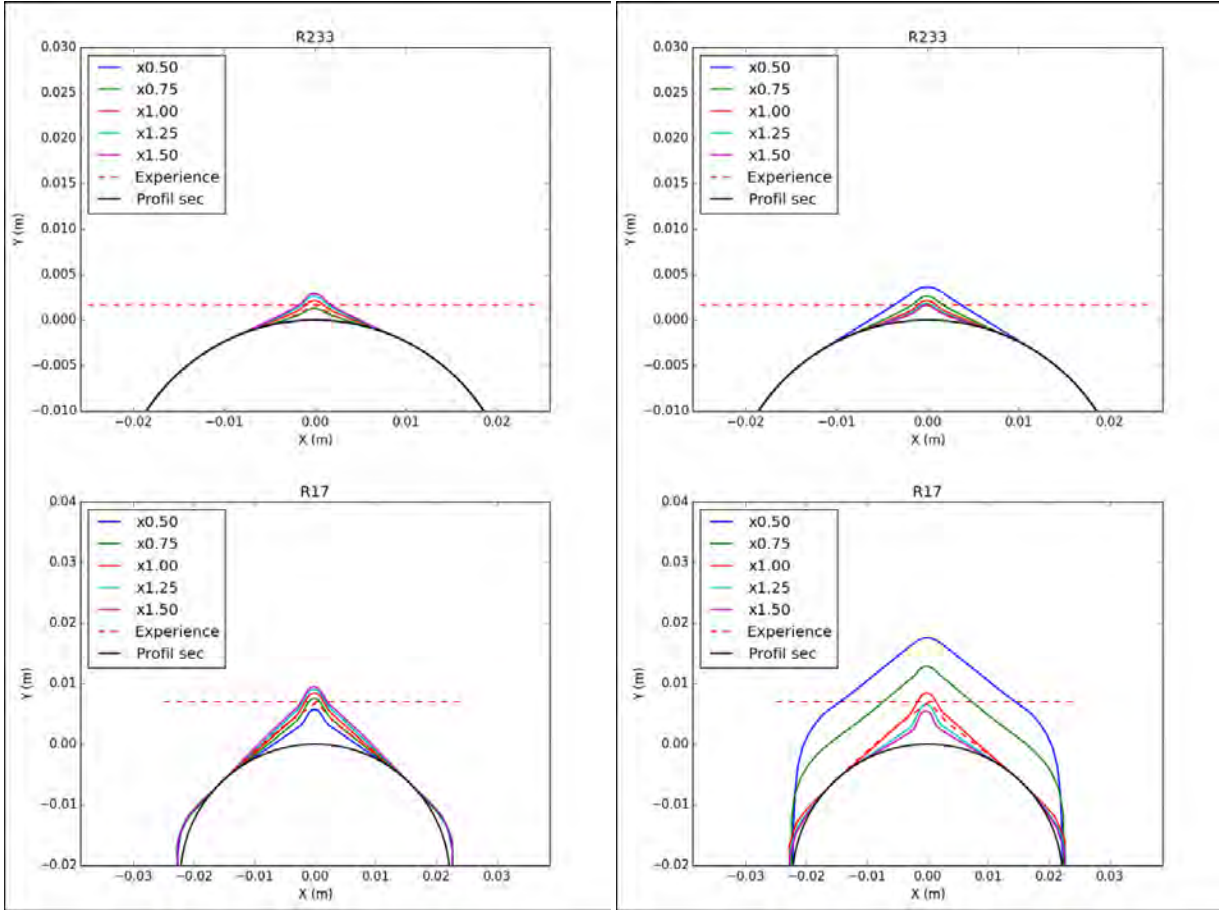 R233
0.030
0.025
0.020
0.015
0.010
0.005
0.000
−0.005
−0.010
Y (m)
x0.50
x0.75
x1.00
x1.25
x1.50
Experience
Profil sec
−0.02 −0.01 0.00 0.01 0.02
X (m)
R233
0.030
0.025
0.020
0.015
0.010
0.005
0.000
−0.005
−0.010
Y (m)
x0.50
x0.75
x1.00
x1.25
x1.50
Experience
Profil sec
−0.02 −0.01 0.00 0.01 0.02
X (m)
R17
0.04
0.03
0.02
0.01
0.00
−0.01
−0.02
Y (m)
x0.50
x0.75
x1.00
x1.25
x1.50
Experience
Profil sec
−0.03 −0.02 −0.01 0.00 0.01 0.02 0.03
X (m)
R17
0.04
0.03
0.02
0.01
0.00
−0.01
−0.02
Y (m)
x0.50
x0.75
x1.00
x1.25
x1.50
Experience
Profil sec
−0.03 −0.02 −0.01 0.00 0.01 0.02 0.03
X (m)